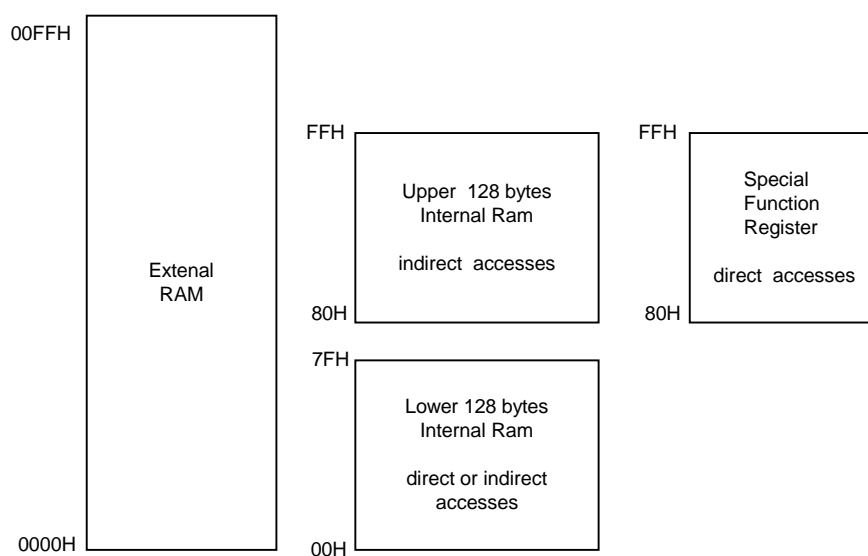 00FFH
Extenal
RAM
0000H
FFH
Upper 128 bytes
Internal Ram
indirect accesses
80H
7FH
Lower 128 bytes
Internal Ram
direct or indirect
accesses
00H
FFH
Special
Function
Register
direct accesses
80H